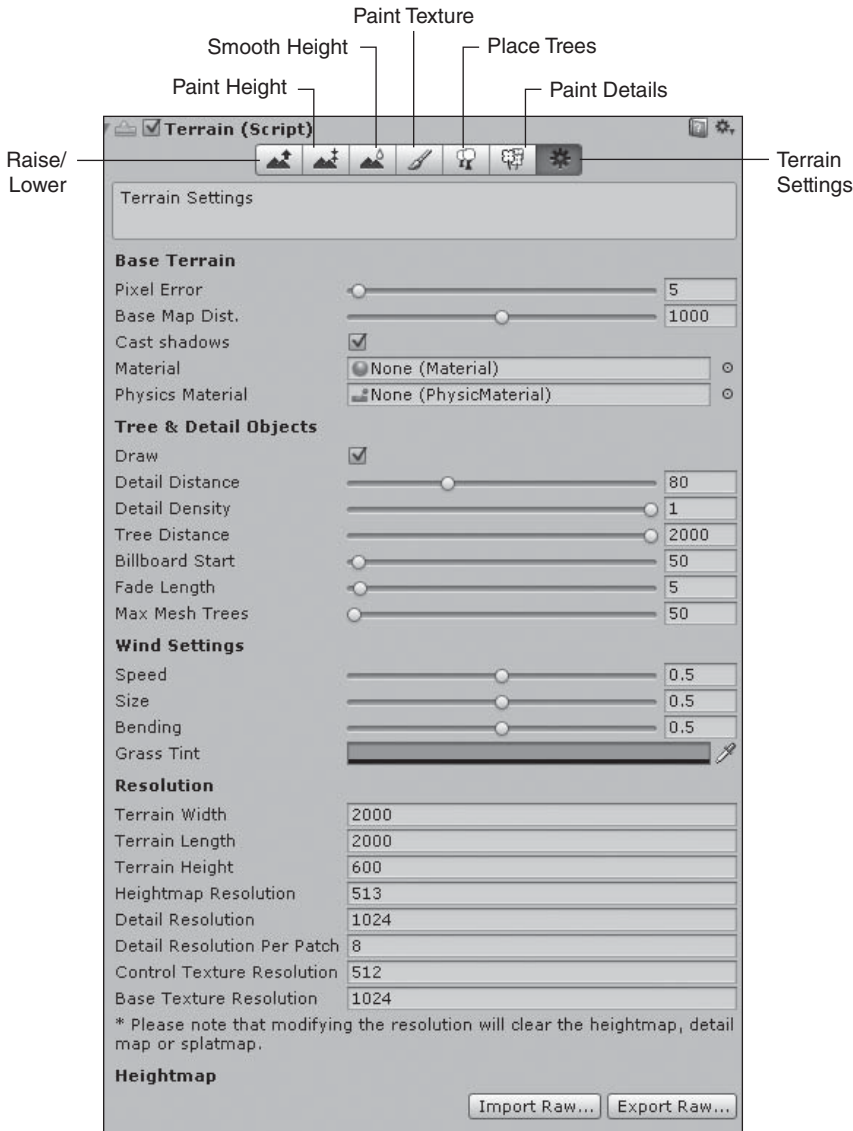 Paint Texture
Smooth Height
Place Trees
Paint Height
Paint Details
Terrain (Script)
Raise/
Lower
Terrain
Settings
Terrain Settings
Base Terrain
Pixel Error 5
Base Map Dist. 1000
Cast shadows
Material None (Material)
Physics Material None (PhysicMaterial)
Tree & Detail Objects
Draw
Detail Distance 80
Detail Density 1
Tree Distance 2000
Billboard Start 50
Fade Length 5
Max Mesh Trees 50
Wind Settings
Speed 0.5
Size 0.5
Bending 0.5
Grass Tint
Resolution
Terrain Width 2000
Terrain Length 2000
Terrain Height 600
Heightmap Resolution 513
Detail Resolution 1024
Detail Resolution Per Patch 8
Control Texture Resolution 512
Base Texture Resolution 1024
* Please note that modifying the resolution will clear the heightmap, detail
map or splatmap.
Heightmap
Import Raw... Export Raw...